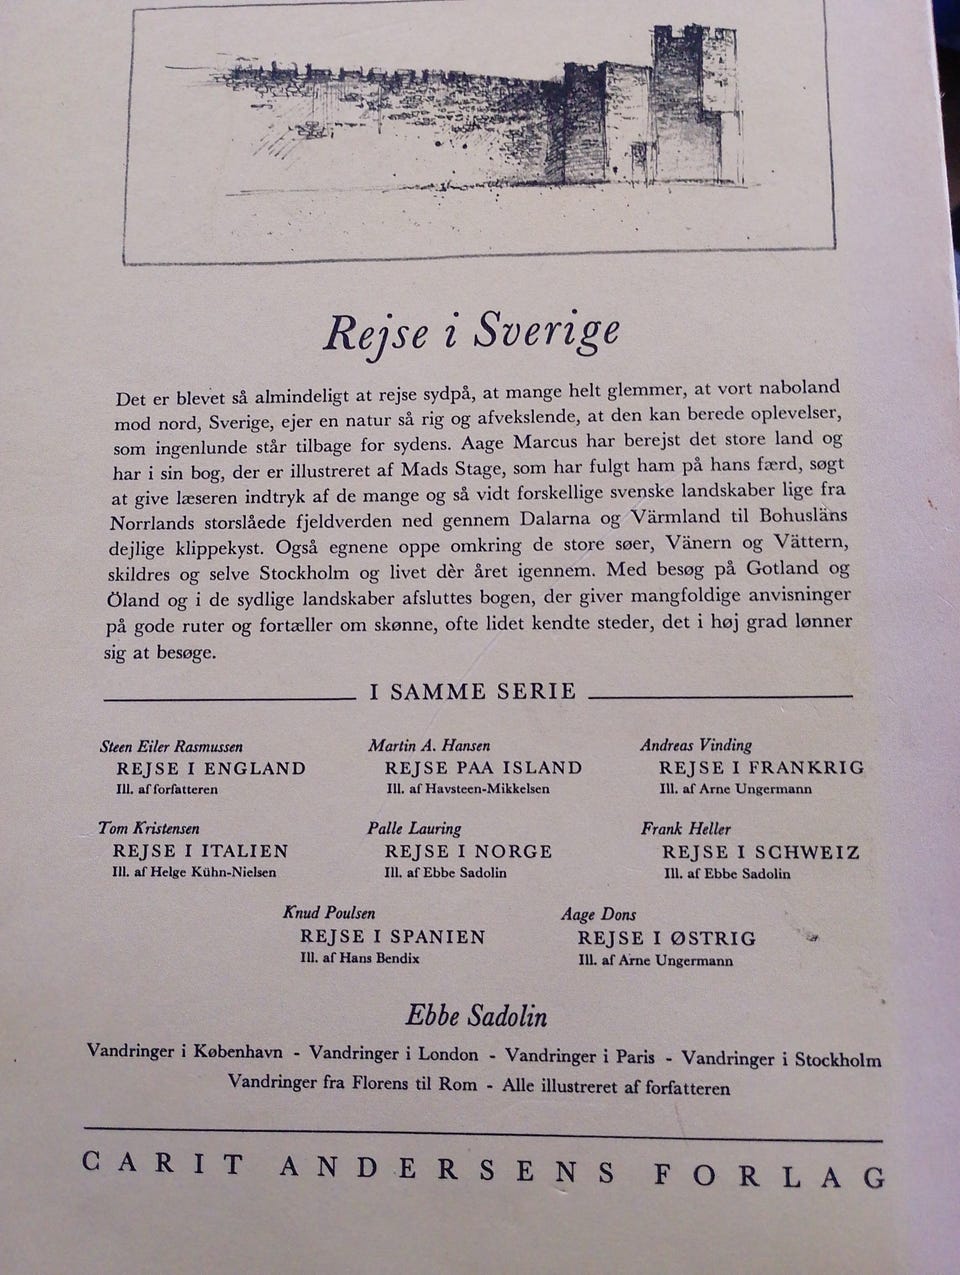 Rejse i Sverige
Det er blevet så almindeligt at rejse sydpå, at mange helt glemmer, at vort naboland
mod nord, Sverige, ejer en natur så rig og afvekslende, at den kan berede oplevelser,
som ingenlunde står tilbage for sydens. Aage Marcus har berejst det store land og
har i sin bog, der er illustreret af Mads Stage, som har fulgt ham på hans færd, søgt
at give læseren indtryk af de mange og så vidt forskellige svenske landskaber lige fra
Norrlands storslåede fjeldverden ned gennem Dalarna og Värmland til Bohusläns
dejlige klippekyst. Også egnene oppe omkring de store søer, Vänern og Vättern,
skildres og selve Stockholm og livet dèr året igennem. Med besøg på Gotland og
Öland og i de sydlige landskaber afsluttes bogen, der giver mangfoldige anvisninger
på gode ruter og fortæller om skønne, ofte lidet kendte steder, det i høj grad lønner
sig at besøge.
I SAMME SERIE
Steen Eiler Rasmussen
REJSE I ENGLAND
Ill. af forfatteren
Martin A. Hansen
REJSE PAA ISLAND
Ill. af Havsteen-Mikkelsen
Andreas Vinding
REJSE I FRANKRIG
Ill. af Arne Ungermann
Tom Kristensen
REJSE I ITALIEN
Ill. af Helge Kühn-Nielsen
Palle Lauring
REJSE I NORGE
Ill. af Ebbe Sadolin
Frank Heller
REJSE I SCHWEIZ
Ill. af Ebbe Sadolin
Knud Poulsen
REJSE I SPANIEN
Ill. af Hans Bendix
Aage Dons
REJSE I ØSTRIG
Ill. af Arne Ungermann
Ebbe Sadolin
Vandringer i København - Vandringer i London - Vandringer i Paris - Vandringer i Stockholm
Vandringer fra Florens til Rom - Alle illustreret af forfatteren
CARIT ANDERSENS FORLAG